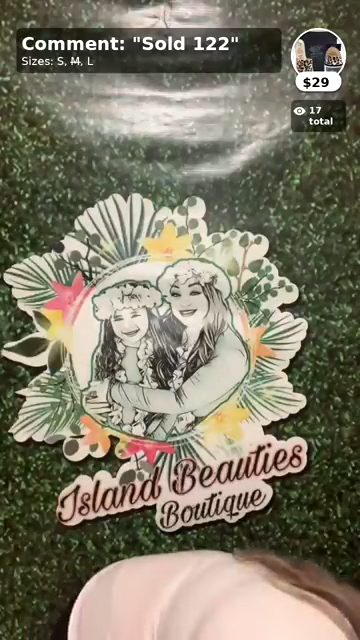 Comment: "Sold 122"
Sizes: S, M, L
$29
17
total
Island Beauties
Boutique